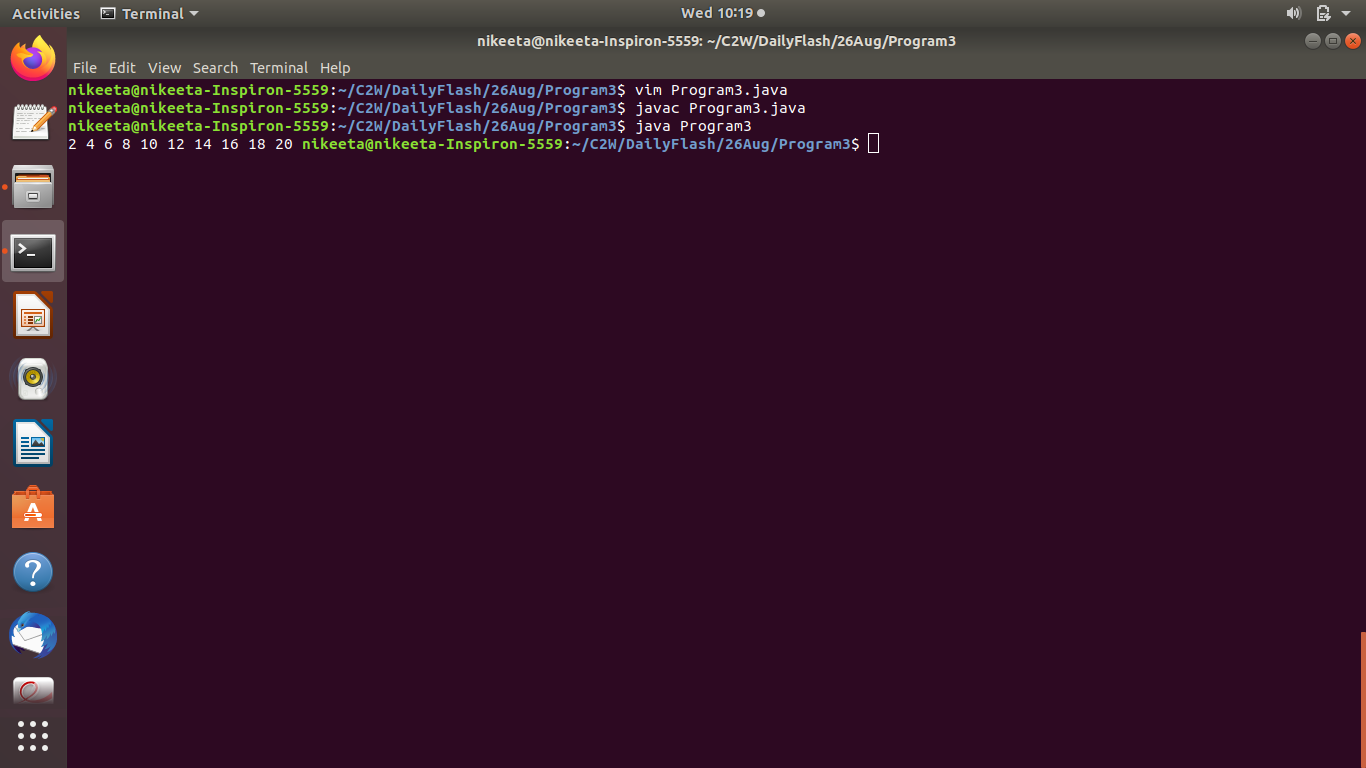 Activities Terminal Wed 10:19
nikeeta@nikeeta-Inspiron-5559: ~/C2W/DailyFlash/26Aug/Program3
File Edit View Search Terminal Help
nikeeta@nikeeta-Inspiron-5559:~/C2W/DailyFlash/26Aug/Program3$ vim Program3.java
nikeeta@nikeeta-Inspiron-5559:~/C2W/DailyFlash/26Aug/Program3$ javac Program3.java
nikeeta@nikeeta-Inspiron-5559:~/C2W/DailyFlash/26Aug/Program3$ java Program3
2 4 6 8 10 12 14 16 18 20 nikeeta@nikeeta-Inspiron-5559:~/C2W/DailyFlash/26Aug/Program3$